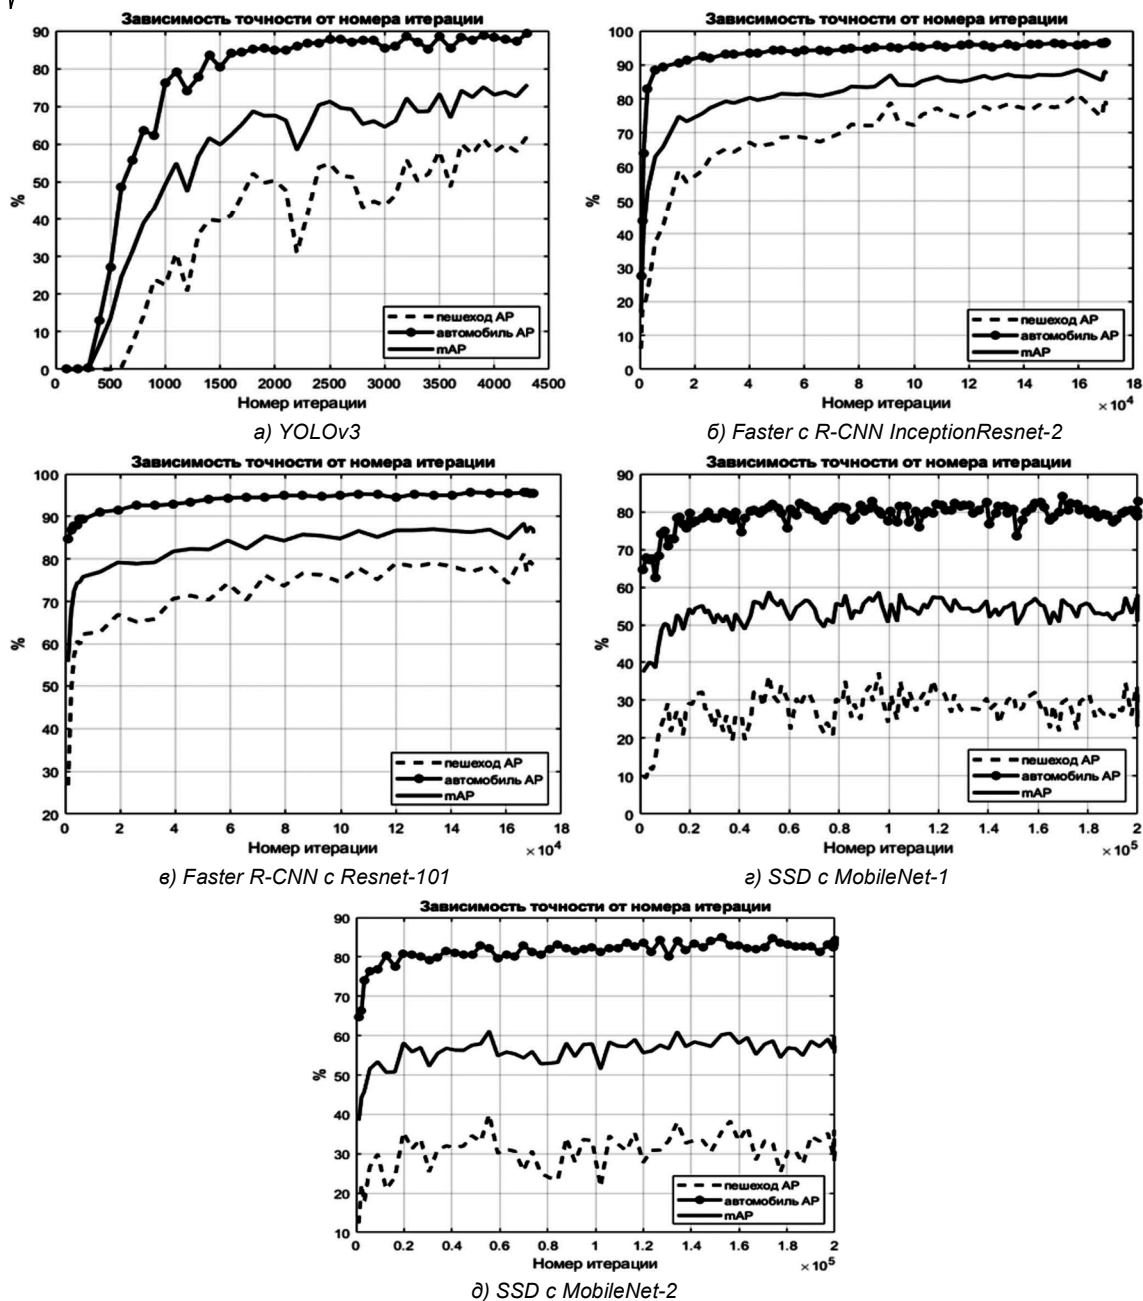 Зависимость точности от номера итерации
90
80
70
60
50
40
30
20
10
0
%
пешеход AP
автомобиль AP
mAP
0 500 1000 1500 2000 2500 3000 3500 4000 4500
Номер итерации
а) YOLOv3
Зависимость точности от номера итерации
100
90
80
70
60
50
40
30
20
10
0
%
пешеход AP
автомобиль AP
mAP
0 2 4 6 8 10 12 14 16 18
Номер итерации × 10⁴
б) Faster с R-CNN InceptionResnet-2
Зависимость точности от номера итерации
100
90
80
70
60
50
40
30
20
%
пешеход AP
автомобиль AP
mAP
0 2 4 6 8 10 12 14 16 18
Номер итерации × 10⁴
в) Faster R-CNN с Resnet-101
Зависимость точности от номера итерации
90
80
70
60
50
40
30
20
10
0
%
пешеход AP
автомобиль AP
mAP
0 0.2 0.4 0.6 0.8 1 1.2 1.4 1.6 1.8 2
Номер итерации × 10⁵
г) SSD с MobileNet-1
Зависимость точности от номера итерации
90
80
70
60
50
40
30
20
10
%
пешеход AP
автомобиль AP
mAP
0 0.2 0.4 0.6 0.8 1 1.2 1.4 1.6 1.8 2
Номер итерации × 10⁵
д) SSD с MobileNet-2